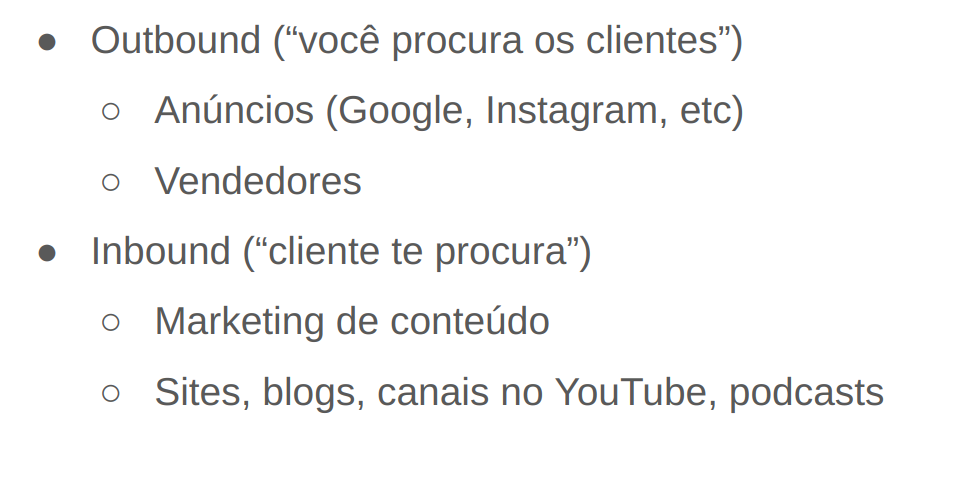 ● Outbound (“você procura os clientes”)
○ Anúncios (Google, Instagram, etc)
○ Vendedores
● Inbound (“cliente te procura”)
○ Marketing de conteúdo
○ Sites, blogs, canais no YouTube, podcasts